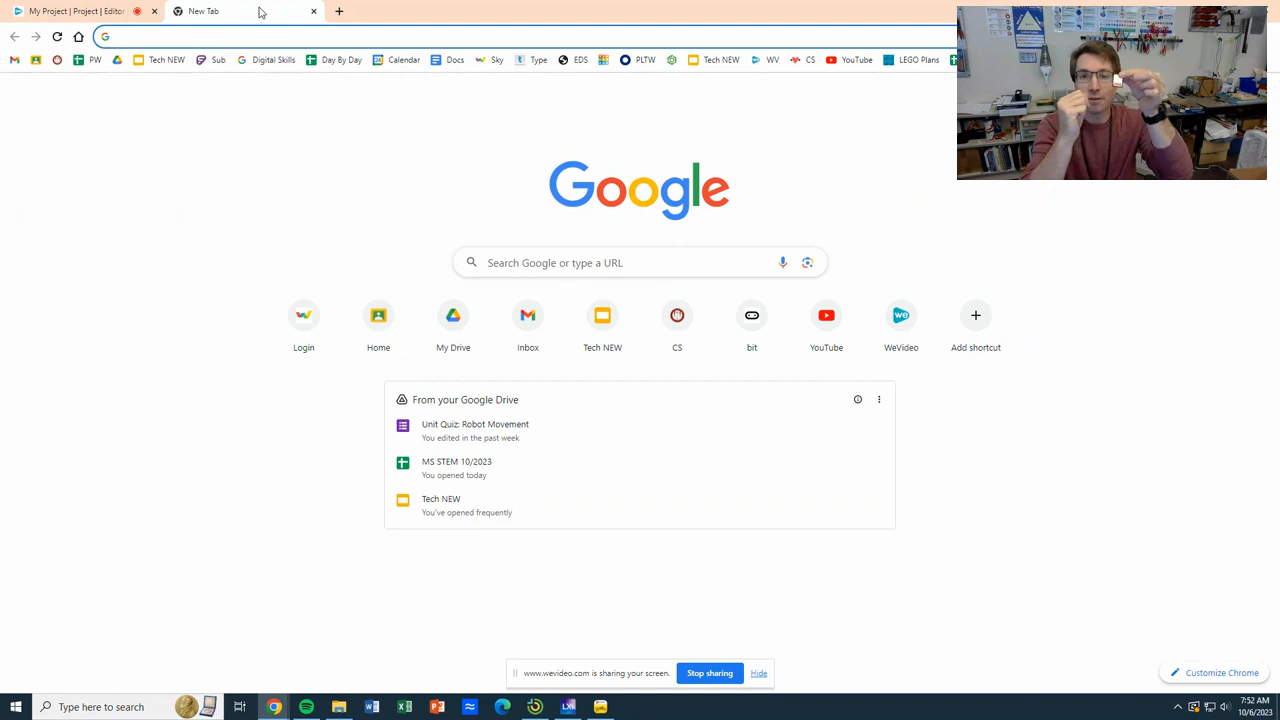 My Project | Project | Editor
New Tab
PW
Tech NEW
Sub
Digital Skills
Day By Day
Calendar
Docs
Sky
Type
EDS
PLTW
Tech NEW
WV
CS
YouTube
LEGO Plans
Google
Search Google or type a URL
Login
Home
My Drive
Inbox
Tech NEW
CS
bit
YouTube
we
WeVideo
Add shortcut
From your Google Drive
Unit Quiz: Robot Movement
You edited in the past week
MS STEM 10/2023
You opened today
Tech NEW
You've opened frequently
www.wevideo.com is sharing your screen.
Stop sharing
Hide
Customize Chrome
Type here to search
7:52 AM
10/6/2023